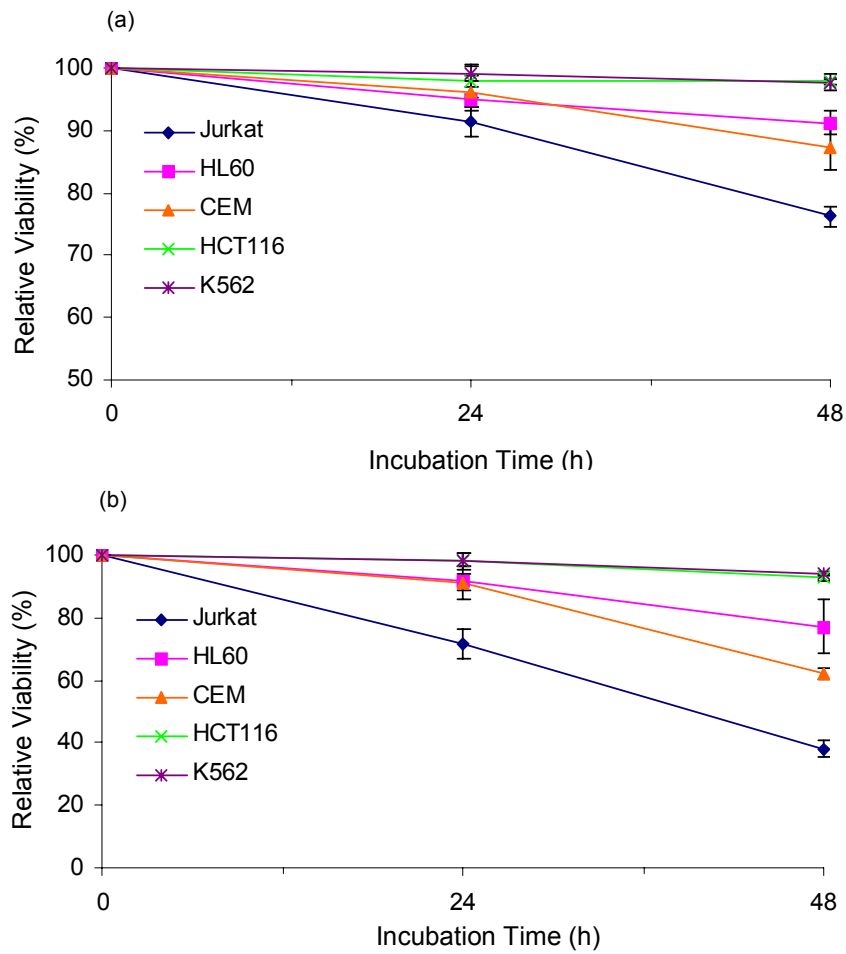 (a)
100
90
80
70
60
50
Relative Viability (%)
Jurkat
HL60
CEM
HCT116
K562
0 24 48
Incubation Time (h)
(b)
100
80
60
40
20
0
Relative Viability (%)
Jurkat
HL60
CEM
HCT116
K562
0 24 48
Incubation Time (h)